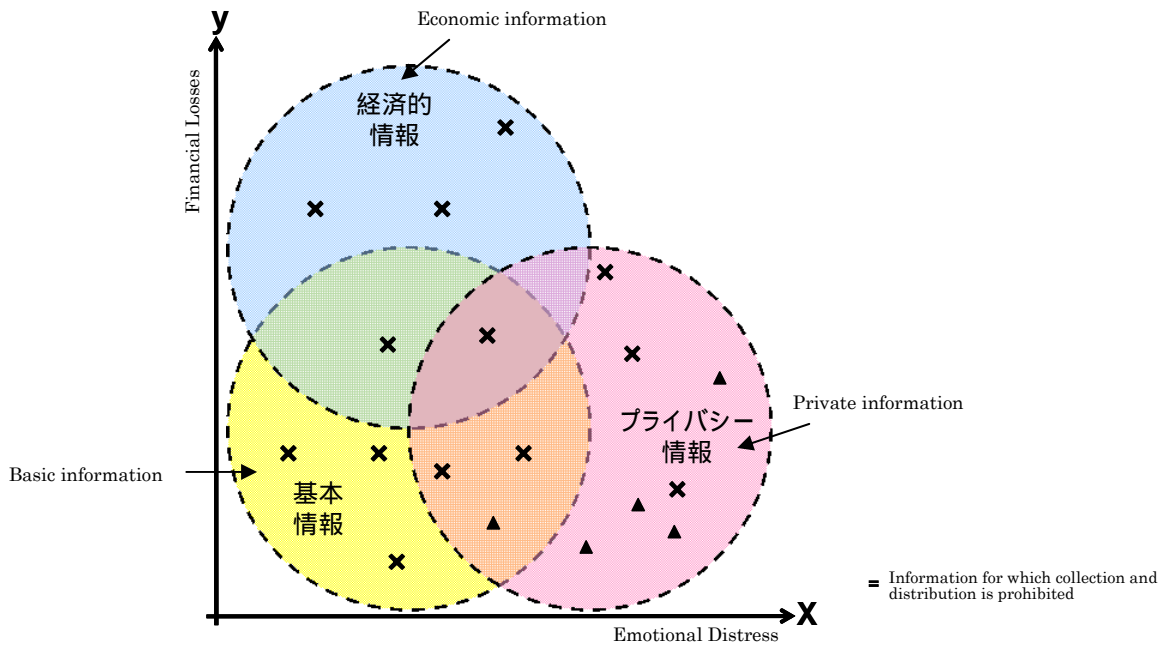 y
Economic information
Financial Losses
経済的
情報
Private information
プライバシー
情報
Basic information
基本
情報
= Information for which collection and
distribution is prohibited
X
Emotional Distress